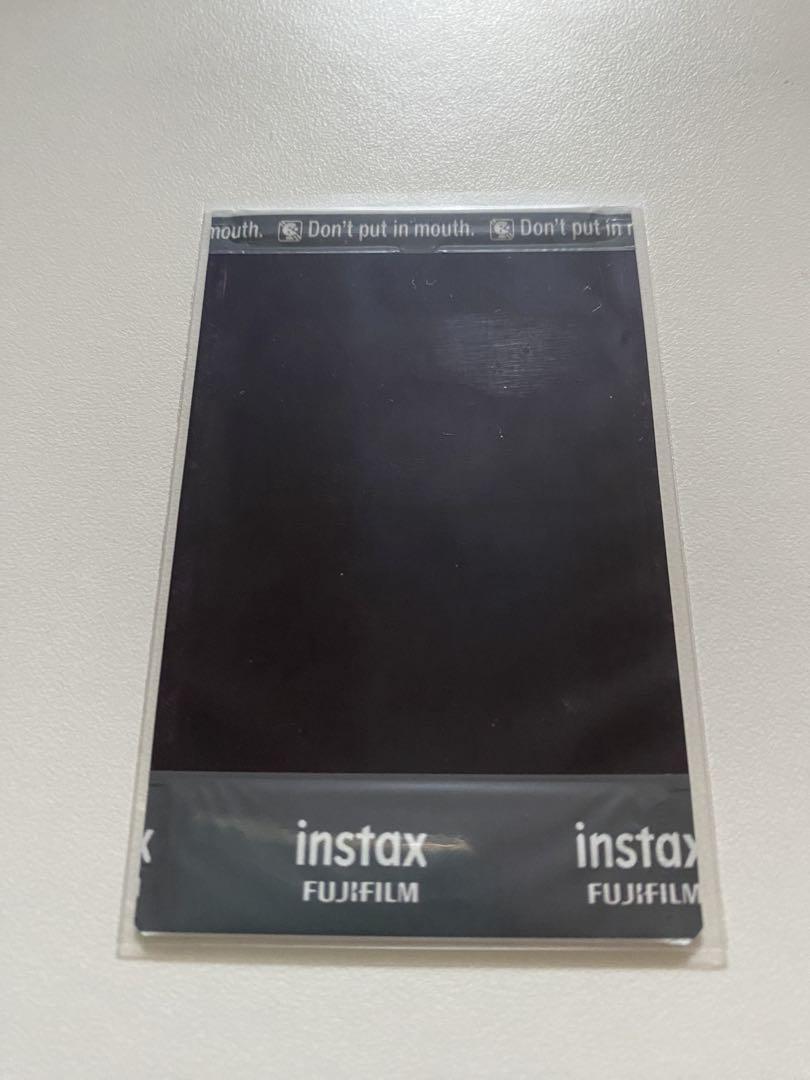 mouth. Don't put in mouth. Don't put in
instax instax
FUJIFILM FUJIFILM